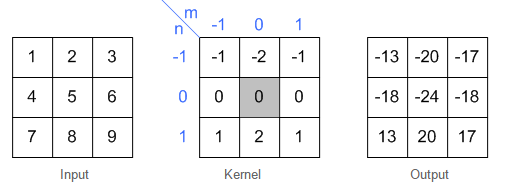 m
n
-1 0 1
1 2 3 -1 -1 -2 -1 -13 -20 -17
4 5 6 0 0 0 0 -18 -24 -18
7 8 9 1 1 2 1 13 20 17
Input Kernel Output